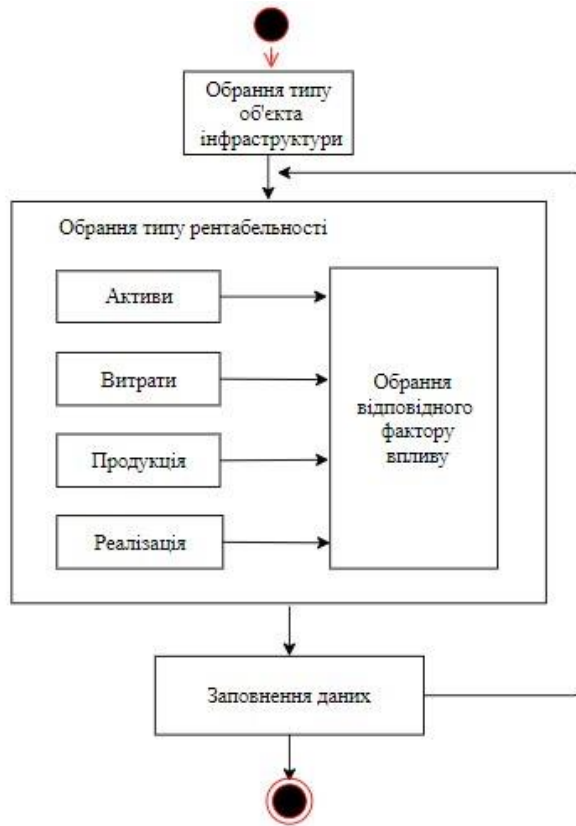 Обрання типу
об'єкта
інфраструктури
Обрання типу рентабельності
Активи
Витрати
Продукція
Реалізація
Обрання
відповідного
фактору
впливу
Заповнення даних